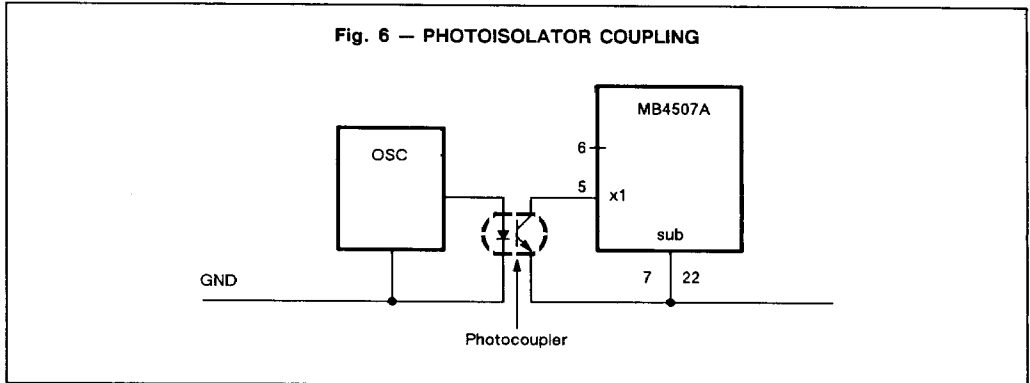 Fig. 6 — PHOTOISOLATOR COUPLING
MB4507A
OSC
6
5
x1
sub
7 22
GND
Photocoupler